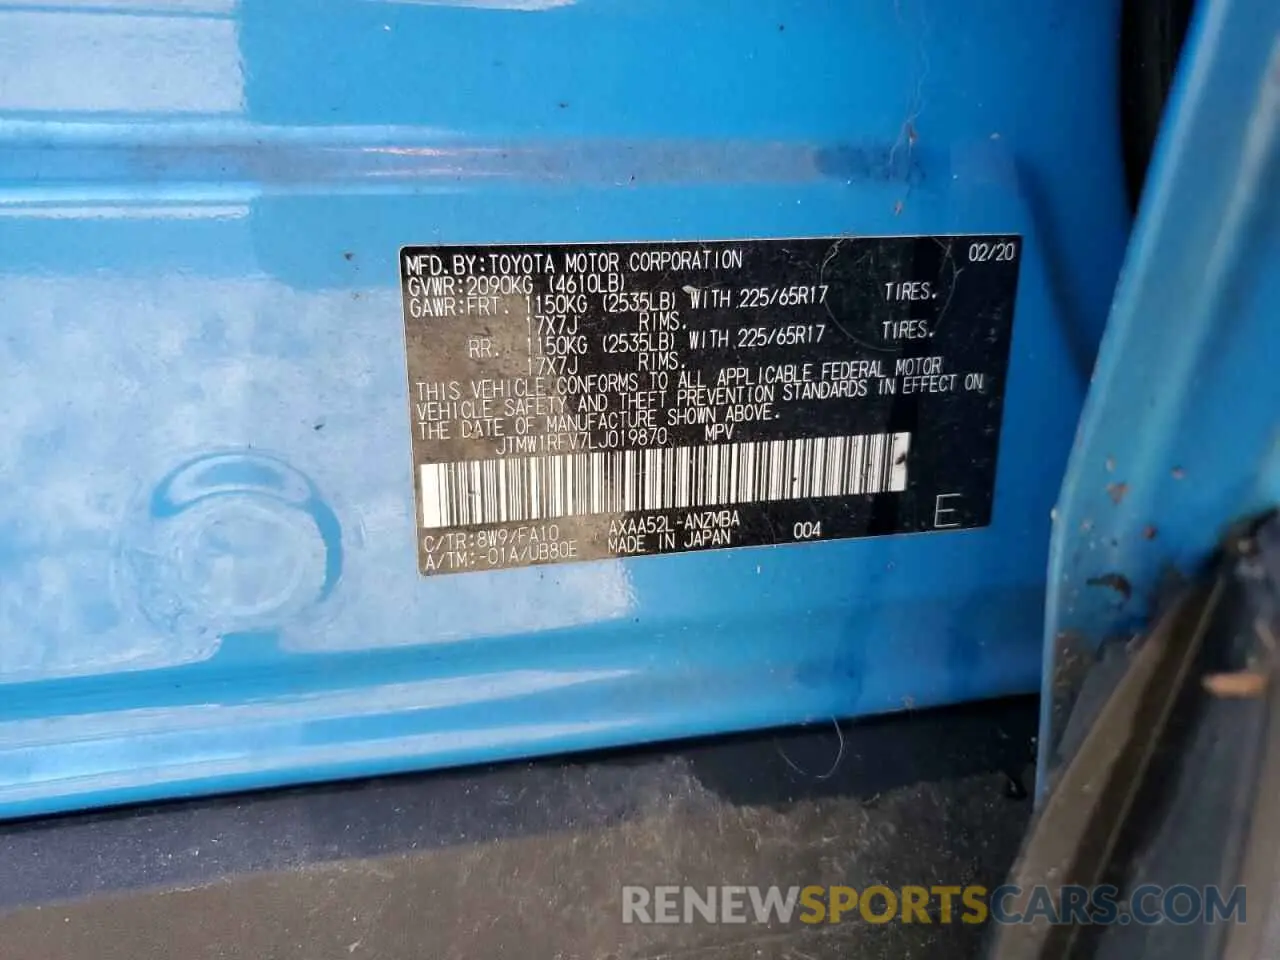 MFD.BY:TOYOTA MOTOR CORPORATION 02/20
GVWR:2090KG (4610LB)
GAWR:FRT. 1150KG (2535LB) WITH 225/65R17 TIRES.
17X7J RIMS.
RR. 1150KG (2535LB) WITH 225/65R17 TIRES.
17X7J RIMS.
THIS VEHICLE CONFORMS TO ALL APPLICABLE FEDERAL MOTOR
VEHICLE SAFETY AND THEFT PREVENTION STANDARDS IN EFFECT ON
THE DATE OF MANUFACTURE SHOWN ABOVE.
JTMW1RFV7LJ019870 MPV
C/TR:8W9/FA10 AXAA52L-ANZMBA
A/TM:-01A/UB80E MADE IN JAPAN 004 E
RENEWSPORTSCARS.COM